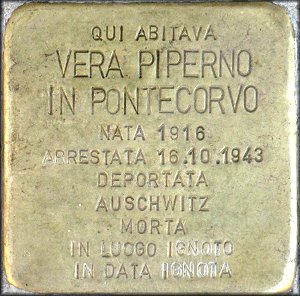 QUI ABITAVA
VERA PIPERNO
IN PONTECORVO
NATA 1916
ARRESTATA 16.10.1943
DEPORTATA
AUSCHWITZ
MORTA
IN LUOGO IGNOTO
IN DATA IGNOTA